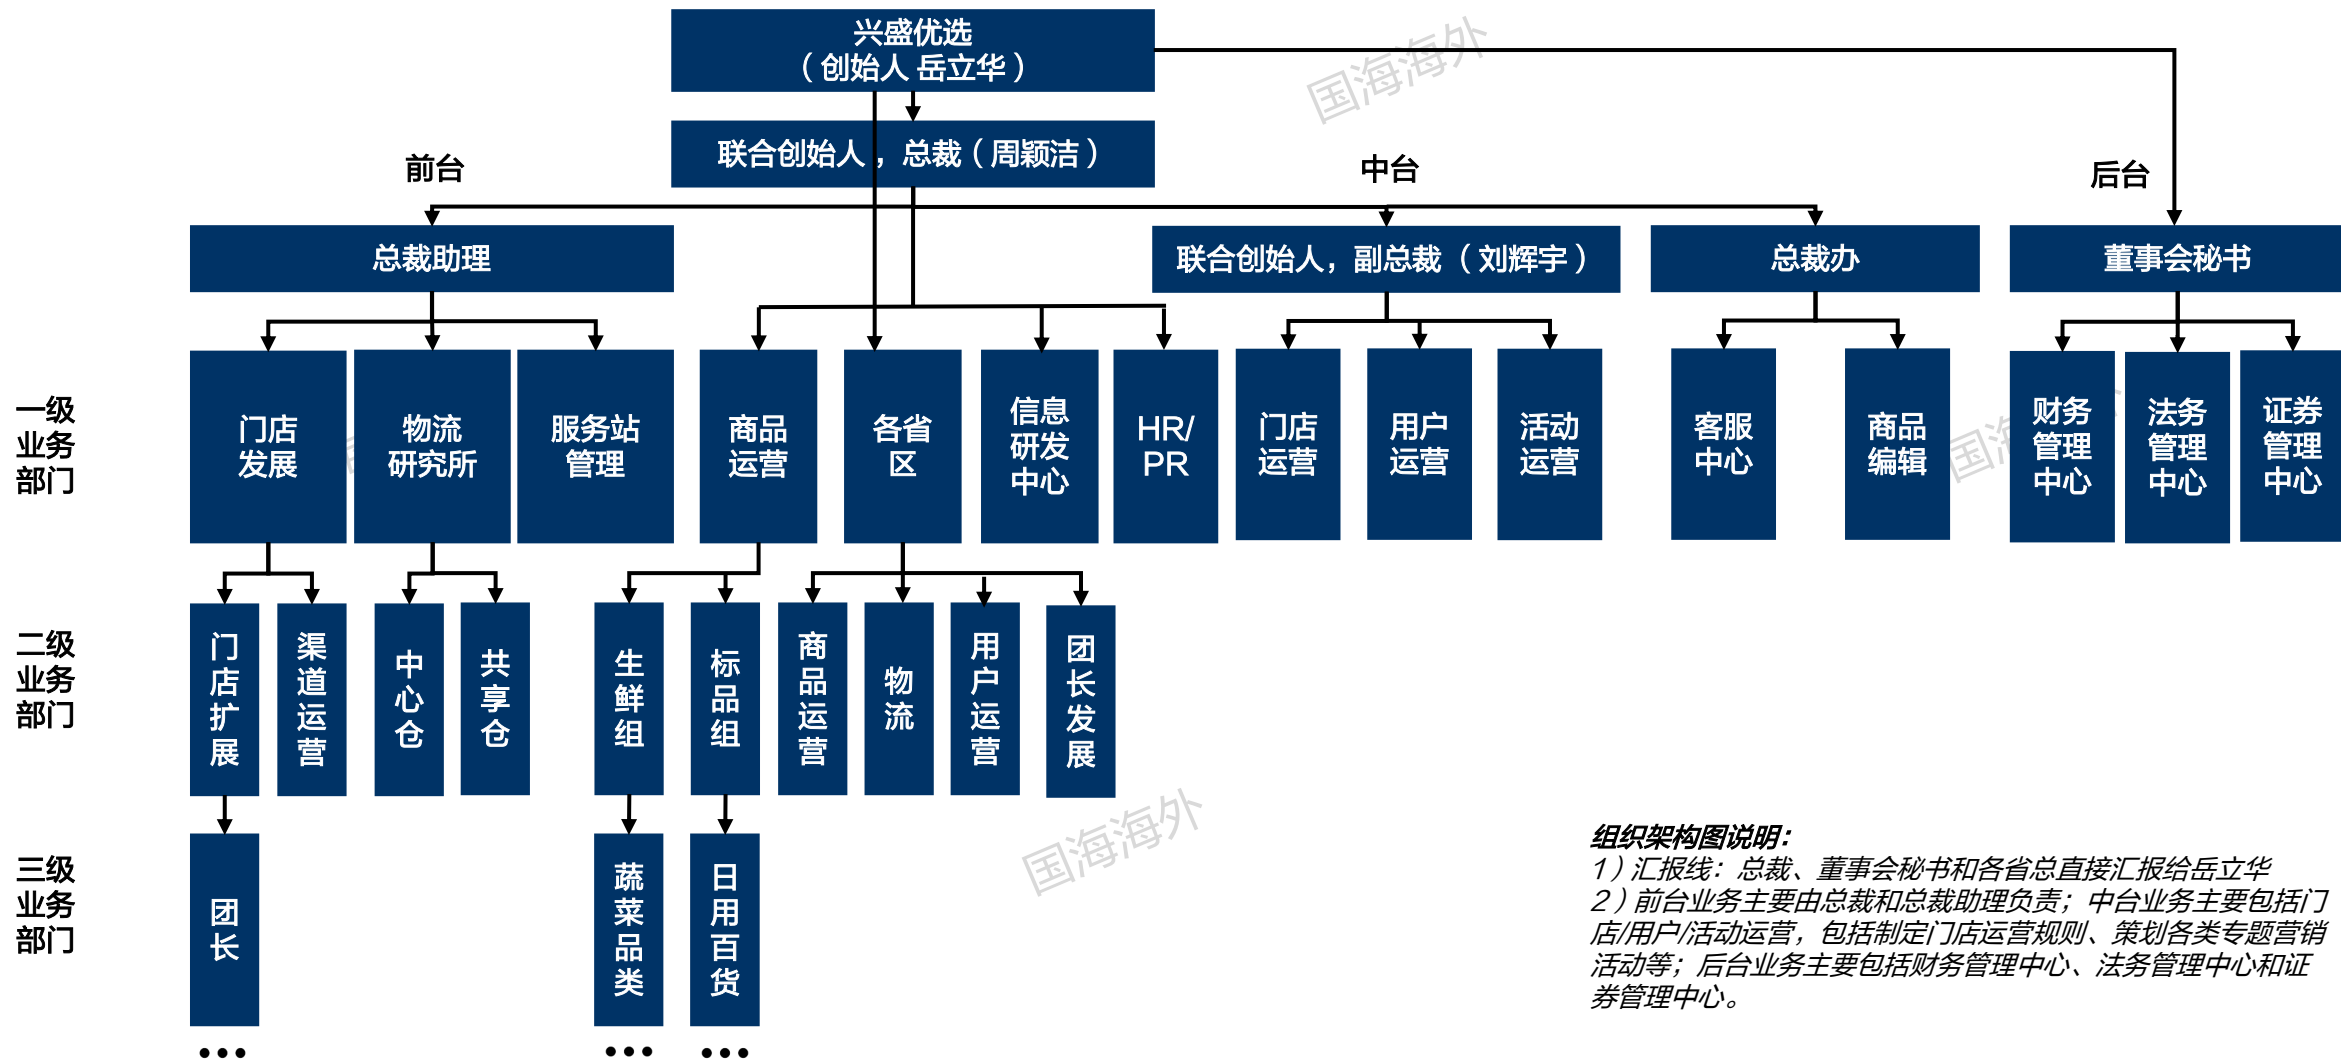 兴盛优选
（创始人 岳立华）
联合创始人，总裁（周颖洁）
前台
中台
后台
总裁助理
联合创始人，副总裁（刘辉宇）
总裁办
董事会秘书
一级
业务
部门
门店
发展
物流
研究所
服务站
管理
商品
运营
各省
区
信息
研发
中心
HR/
PR
门店
运营
用户
运营
活动
运营
客服
中心
商品
编辑
财务
管理
中心
法务
管理
中心
证券
管理
中心
二级
业务
部门
门店扩展
渠道运营
中心仓
共享仓
生鲜组
标品组
商品运营
物流
用户运营
团长发展
三级
业务
部门
团长
蔬菜品类
日用百货
•••
•••
•••
组织架构图说明：
1）汇报线：总裁、董事会秘书和各省总直接汇报给岳立华
2）前台业务主要由总裁和总裁助理负责；中台业务主要包括门
店/用户/活动运营，包括制定门店运营规则、策划各类专题营销
活动等；后台业务主要包括财务管理中心、法务管理中心和证
券管理中心。
国海海外
国海海外